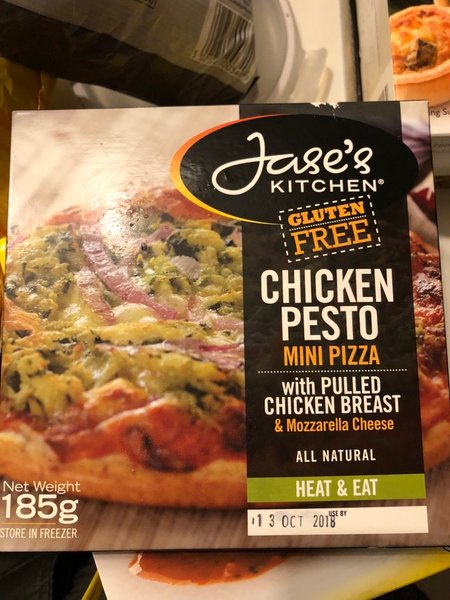 Jase's
KITCHEN®
GLUTEN
FREE
CHICKEN
PESTO
MINI PIZZA
with PULLED
CHICKEN BREAST
& Mozzarella Cheese
ALL NATURAL
HEAT & EAT
Net Weight
185g
STORE IN FREEZER
USE BY
13 OCT 2018